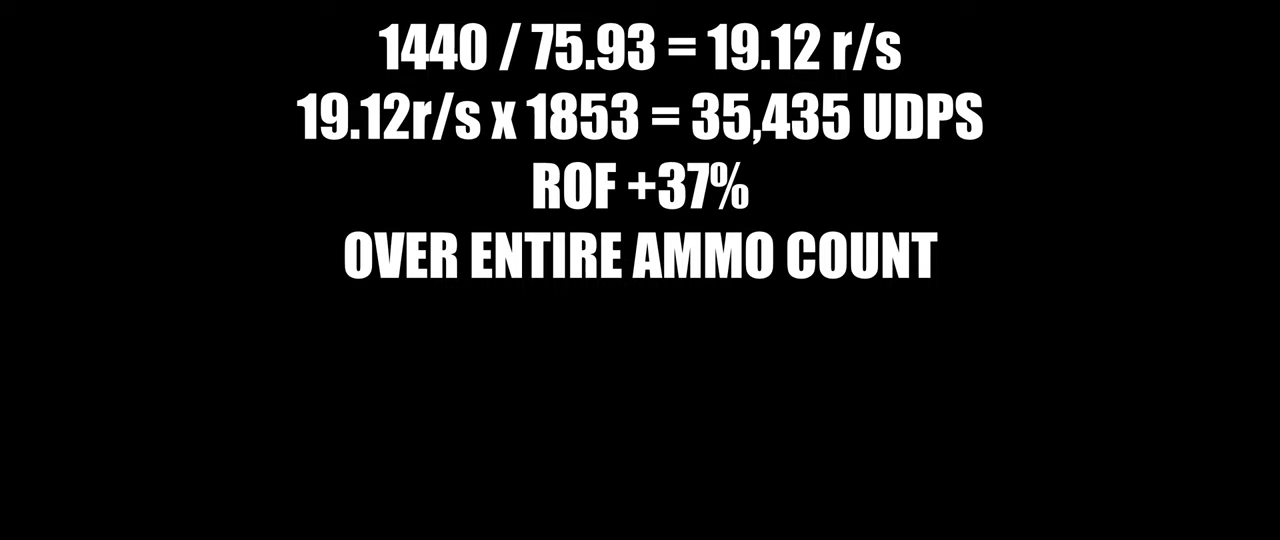 1440 / 75.93 = 19.12 r/s
19.12r/s x 1853 = 35,435 UDPS
ROF +37%
OVER ENTIRE AMMO COUNT